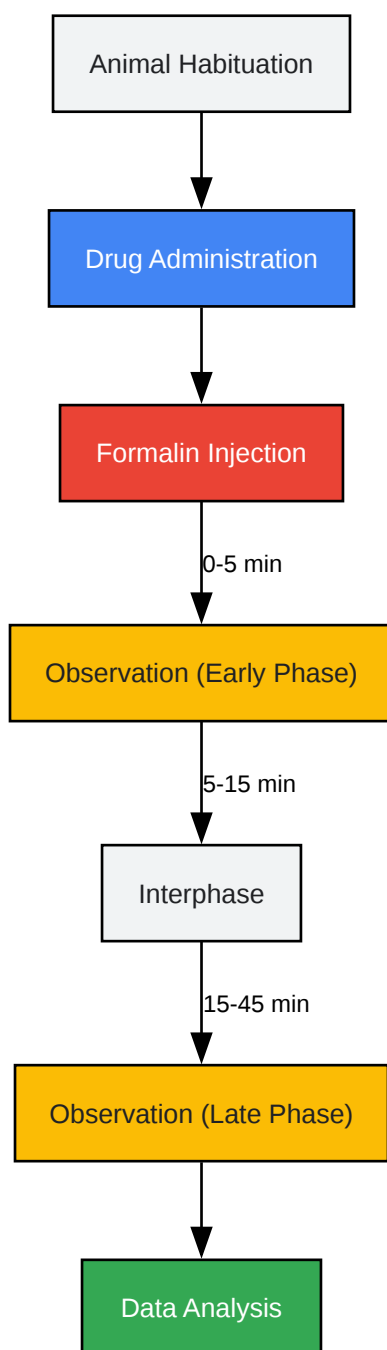 Animal Habituation
Drug Administration
Formalin Injection
0-5 min
Observation (Early Phase)
5-15 min
Interphase
15-45 min
Observation (Late Phase)
Data Analysis